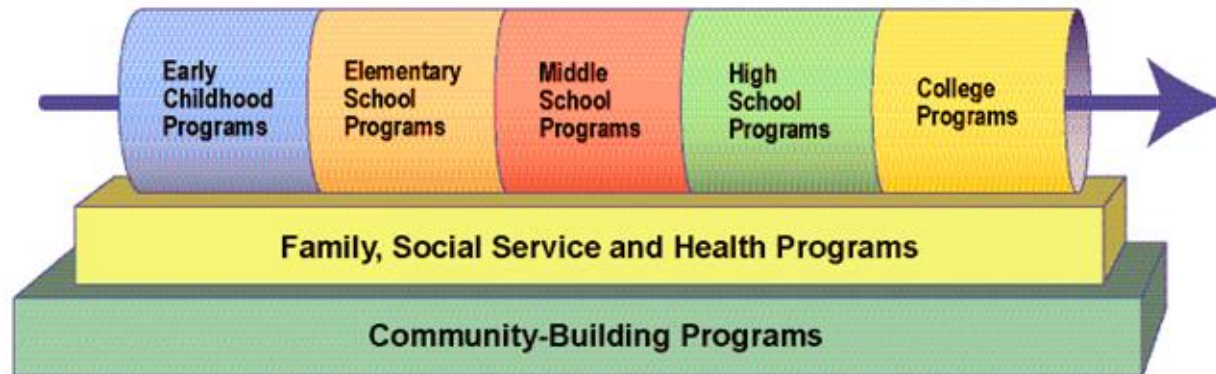 Early
Childhood
Programs
Elementary
School
Programs
Middle
School
Programs
High
School
Programs
College
Programs
Family, Social Service and Health Programs
Community-Building Programs